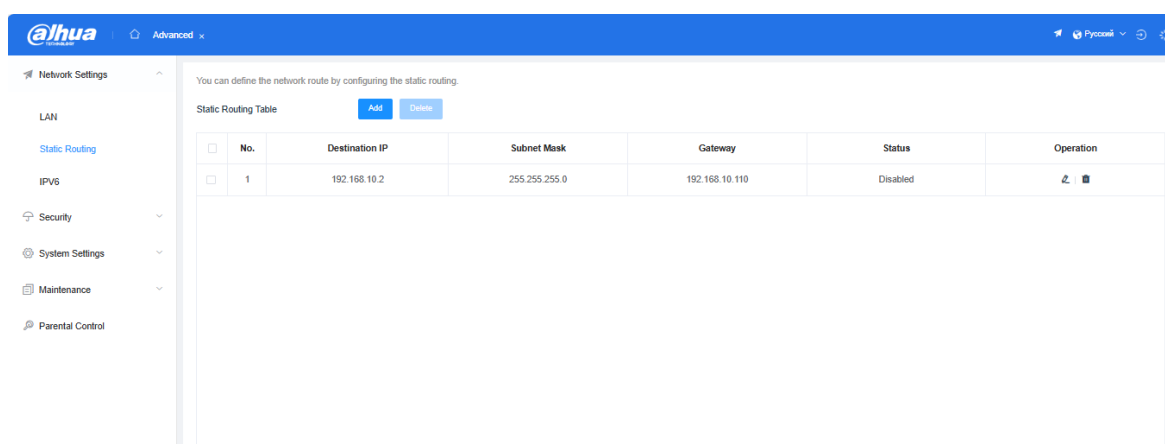 alhua
TECHNOLOGY
Advanced ×
Русский
Network Settings
LAN
Static Routing
IPV6
Security
System Settings
Maintenance
Parental Control
You can define the network route by configuring the static routing.
Static Routing Table Add Delete
No. Destination IP Subnet Mask Gateway Status Operation
1 192.168.10.2 255.255.255.0 192.168.10.110 Disabled